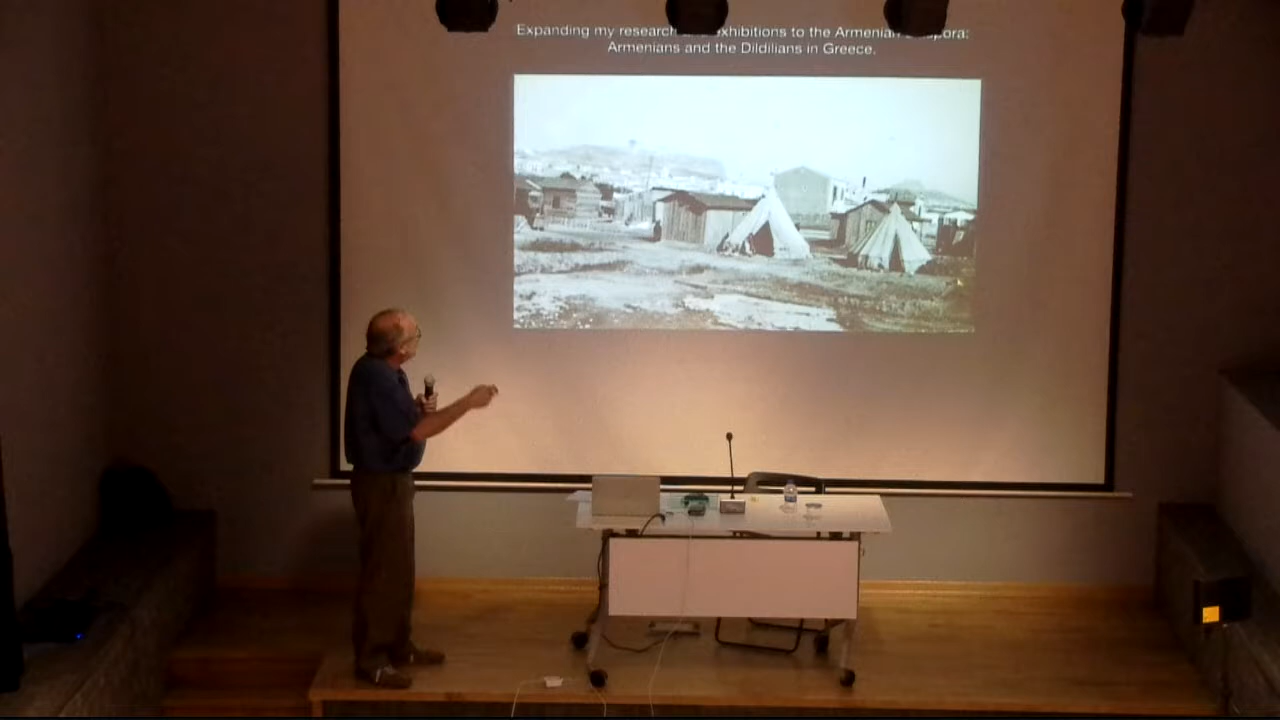 Expanding my research exhibitions to the Armenian
Armenians and the Dildilians in Greece.